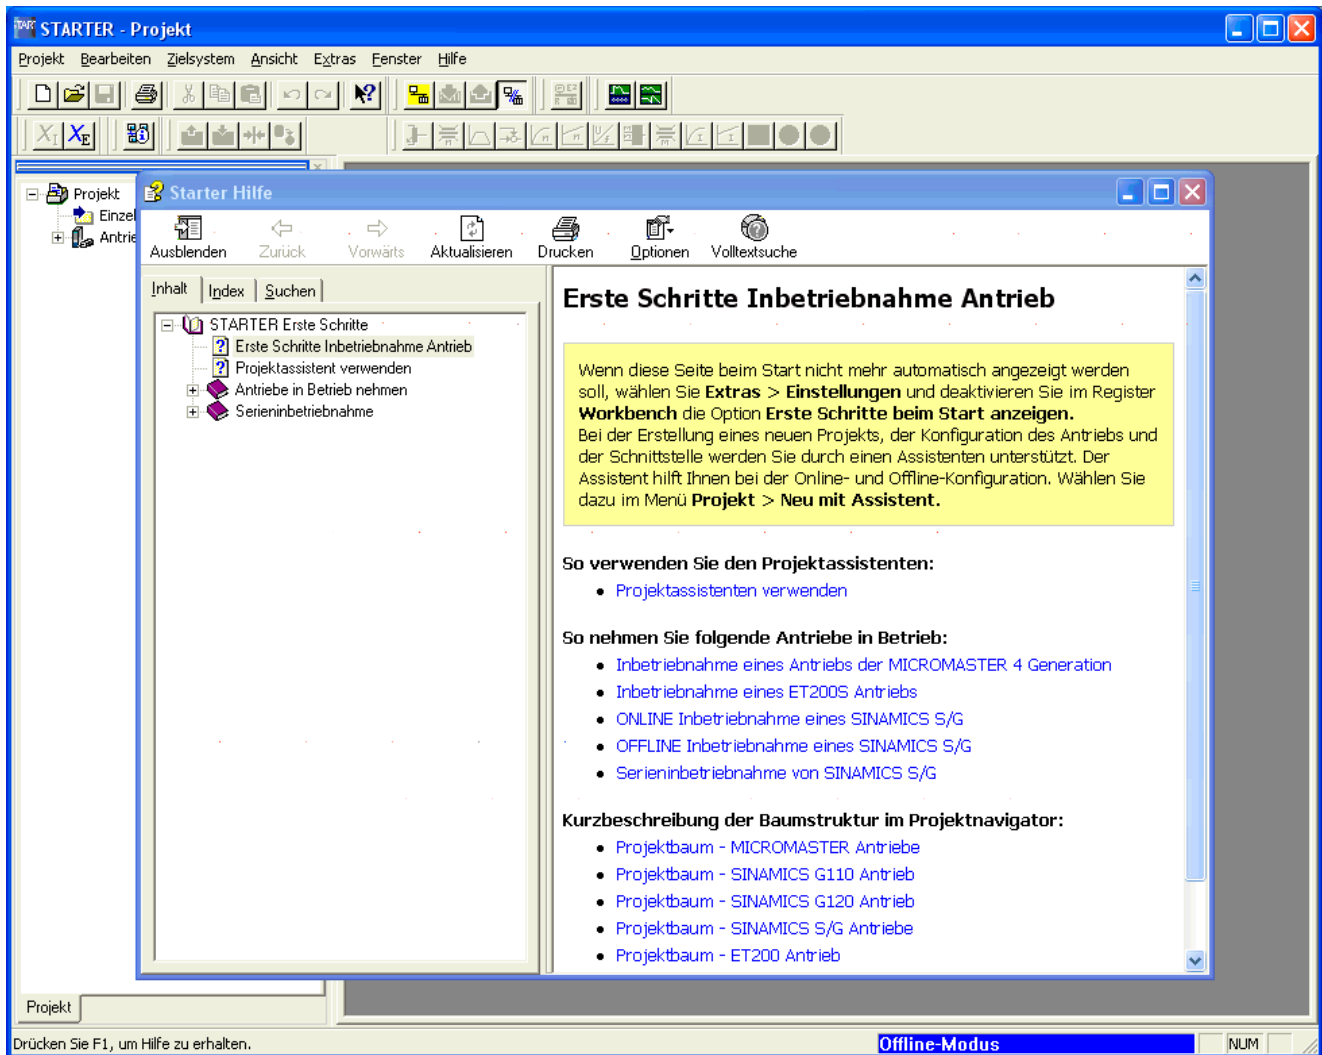 STARTER - Projekt
Projekt Bearbeiten Zielsystem Ansicht Extras Fenster Hilfe
Projekt
Einzel
Antrie
Starter Hilfe
Ausblenden Zurück Vorwärts Aktualisieren Drucken Optionen Volltextsuche
Inhalt Index Suchen
STARTER Erste Schritte
Erste Schritte Inbetriebnahme Antrieb
Projektassistent verwenden
Antriebe in Betrieb nehmen
Serieninbetriebnahme
Erste Schritte Inbetriebnahme Antrieb
Wenn diese Seite beim Start nicht mehr automatisch angezeigt werden
soll, wählen Sie Extras > Einstellungen und deaktivieren Sie im Register
Workbench die Option Erste Schritte beim Start anzeigen.
Bei der Erstellung eines neuen Projekts, der Konfiguration des Antriebs und
der Schnittstelle werden Sie durch einen Assistenten unterstützt. Der
Assistent hilft Ihnen bei der Online- und Offline-Konfiguration. Wählen Sie
dazu im Menü Projekt > Neu mit Assistent.
So verwenden Sie den Projektassistenten:
Projektassistenten verwenden
So nehmen Sie folgende Antriebe in Betrieb:
Inbetriebnahme eines Antriebs der MICROMASTER 4 Generation
Inbetriebnahme eines ET200S Antriebs
ONLINE Inbetriebnahme eines SINAMICS S/G
OFFLINE Inbetriebnahme eines SINAMICS S/G
Serieninbetriebnahme von SINAMICS S/G
Kurzbeschreibung der Baumstruktur im Projektnavigator:
Projektbaum - MICROMASTER Antriebe
Projektbaum - SINAMICS G110 Antrieb
Projektbaum - SINAMICS G120 Antrieb
Projektbaum - SINAMICS S/G Antriebe
Projektbaum - ET200 Antrieb
Projekt
Drücken Sie F1, um Hilfe zu erhalten.
Offline-Modus
NUM